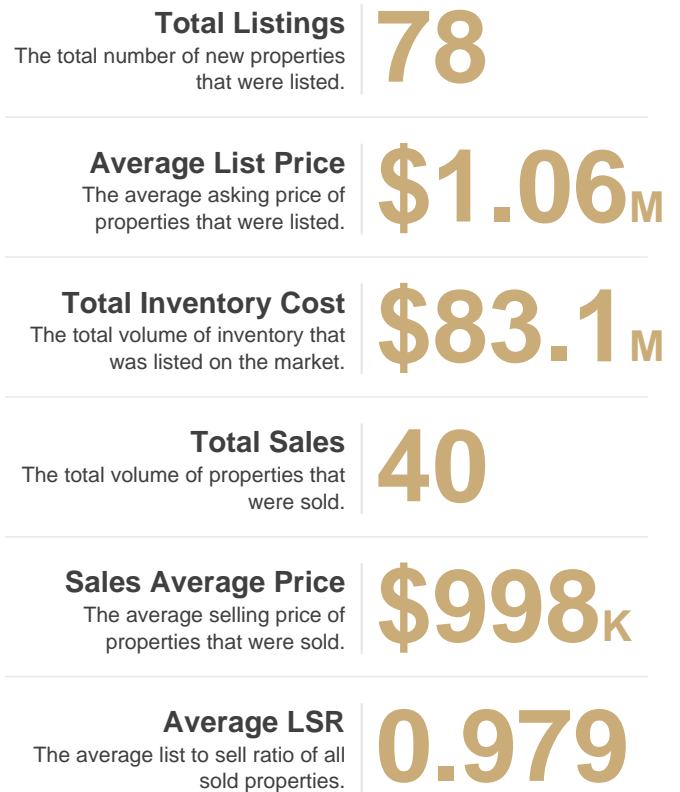 Total Listings
The total number of new properties
that were listed.
78
Average List Price
The average asking price of
properties that were listed.
$1.06M
Total Inventory Cost
The total volume of inventory that
was listed on the market.
$83.1M
Total Sales
The total volume of properties that
were sold.
40
Sales Average Price
The average selling price of
properties that were sold.
$998K
Average LSR
The average list to sell ratio of all
sold properties.
0.979